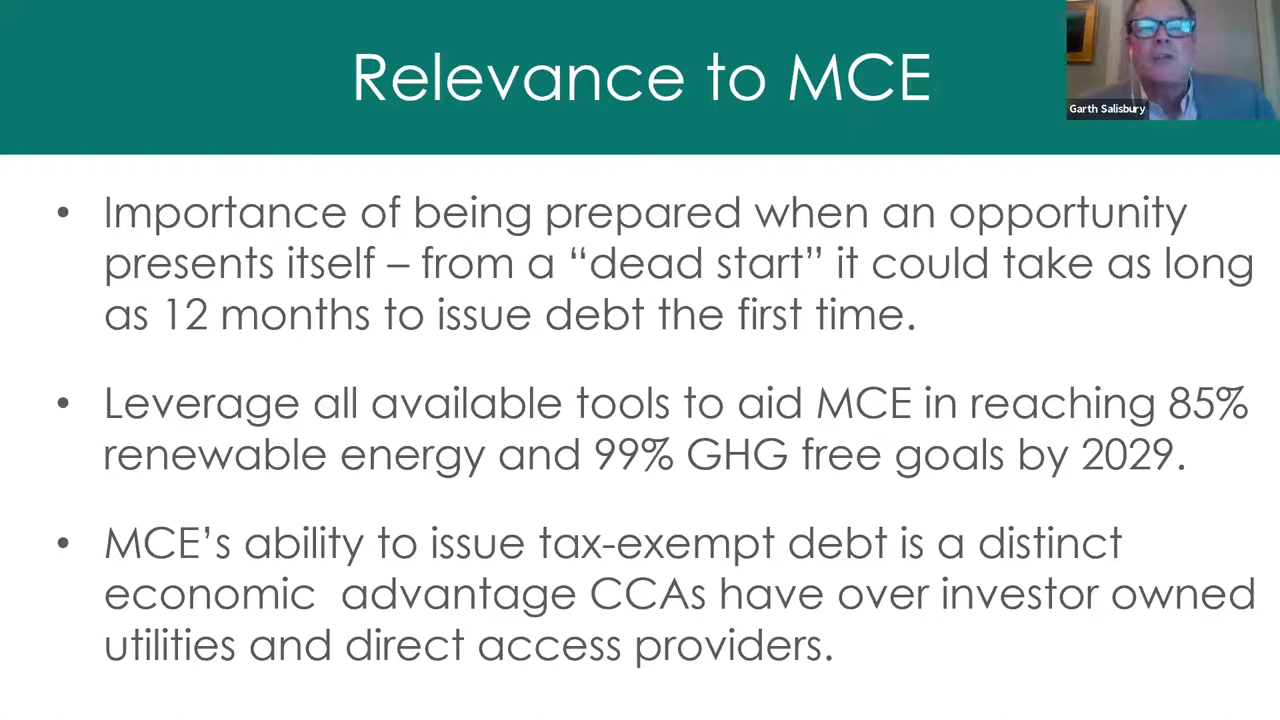 Relevance to MCE
Garth Salisbury
• Importance of being prepared when an opportunity
presents itself – from a “dead start” it could take as long
as 12 months to issue debt the first time.
• Leverage all available tools to aid MCE in reaching 85%
renewable energy and 99% GHG free goals by 2029.
• MCE’s ability to issue tax-exempt debt is a distinct
economic  advantage CCAs have over investor owned
utilities and direct access providers.